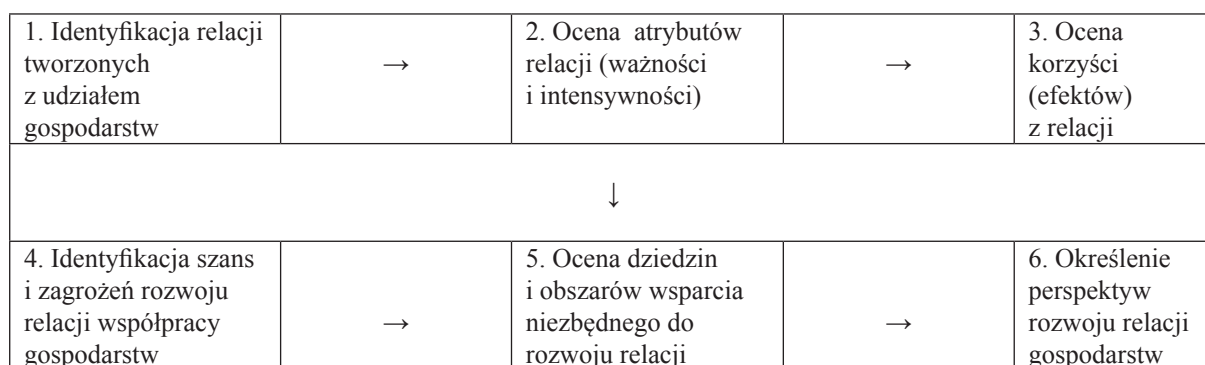 1. Identyfikacja relacji
tworzonych
z udziałem
gospodarstw
→
2. Ocena atrybutów
relacji (ważności
i intensywności)
→
3. Ocena
korzyści
(efektów)
z relacji
↓
4. Identyfikacja szans
i zagrożeń rozwoju
relacji współpracy
gospodarstw
→
5. Ocena dziedzin
i obszarów wsparcia
niezbędnego do
rozwoju relacji
→
6. Określenie
perspektyw
rozwoju relacji
gospodarstw